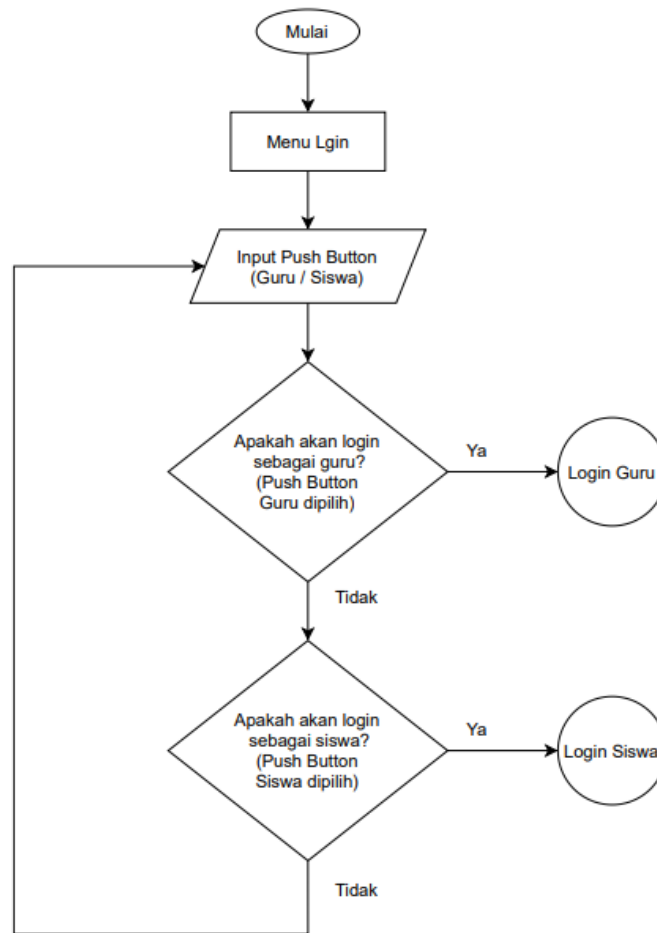 Mulai
Menu Lgin
Input Push Button
(Guru / Siswa)
Apakah akan login
sebagai guru?
(Push Button
Guru dipilih)
Ya
Login Guru
Tidak
Apakah akan login
sebagai siswa?
(Push Button
Siswa dipilih)
Ya
Login Siswa
Tidak